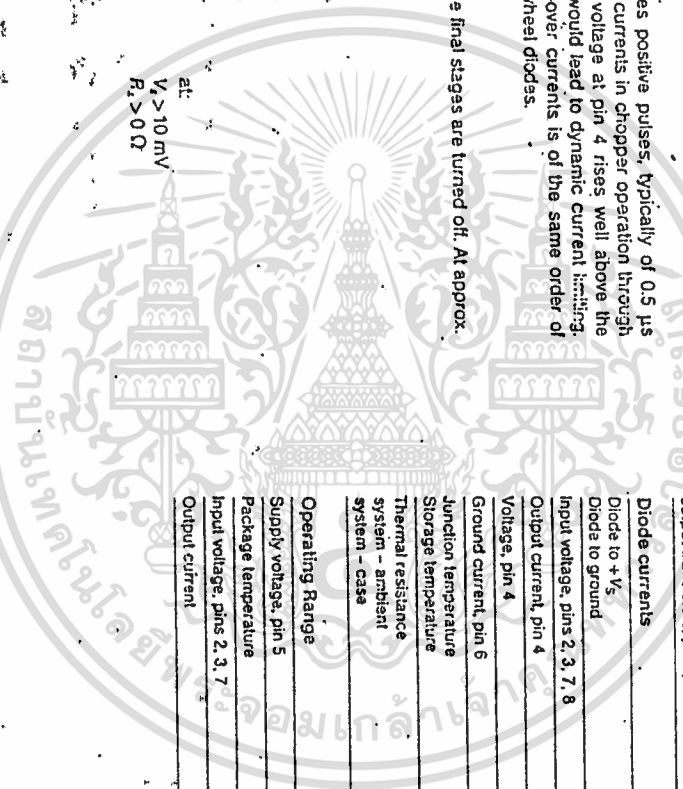 es positive pulses, typically of 0.5 µs
currents in chopper operation through
voltage at pin 4 rises well above the
would lead to dynamic current limiting.
-over currents is of the same order of
wheel diodes.
e final stages are turned off. At approx.
at:
Vs > 10 mV
Rs > 0 Ω
Diode currents
Diode to + Vs
Diode to ground
Input voltage, pins 2, 3, 7, 8
Output current, pin 4
Voltage, pin 4
Ground current, pin 6
Junction temperature
Storage temperature
Thermal resistance
system – ambient
system – case
Operating Range
Supply voltage, pin 5
Package temperature
Input voltage, pins 2, 3, 7
Output current